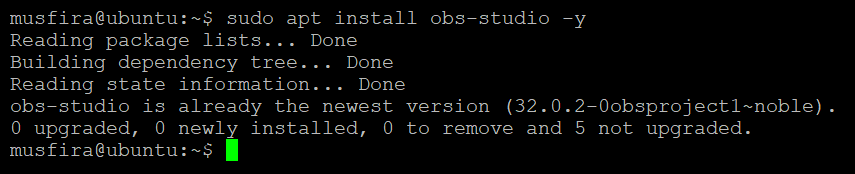 musfira@ubuntu:~$ sudo apt install obs-studio -y
Reading package lists... Done
Building dependency tree... Done
Reading state information... Done
obs-studio is already the newest version (32.0.2-0obsproject1~noble).
0 upgraded, 0 newly installed, 0 to remove and 5 not upgraded.
musfira@ubuntu:~$